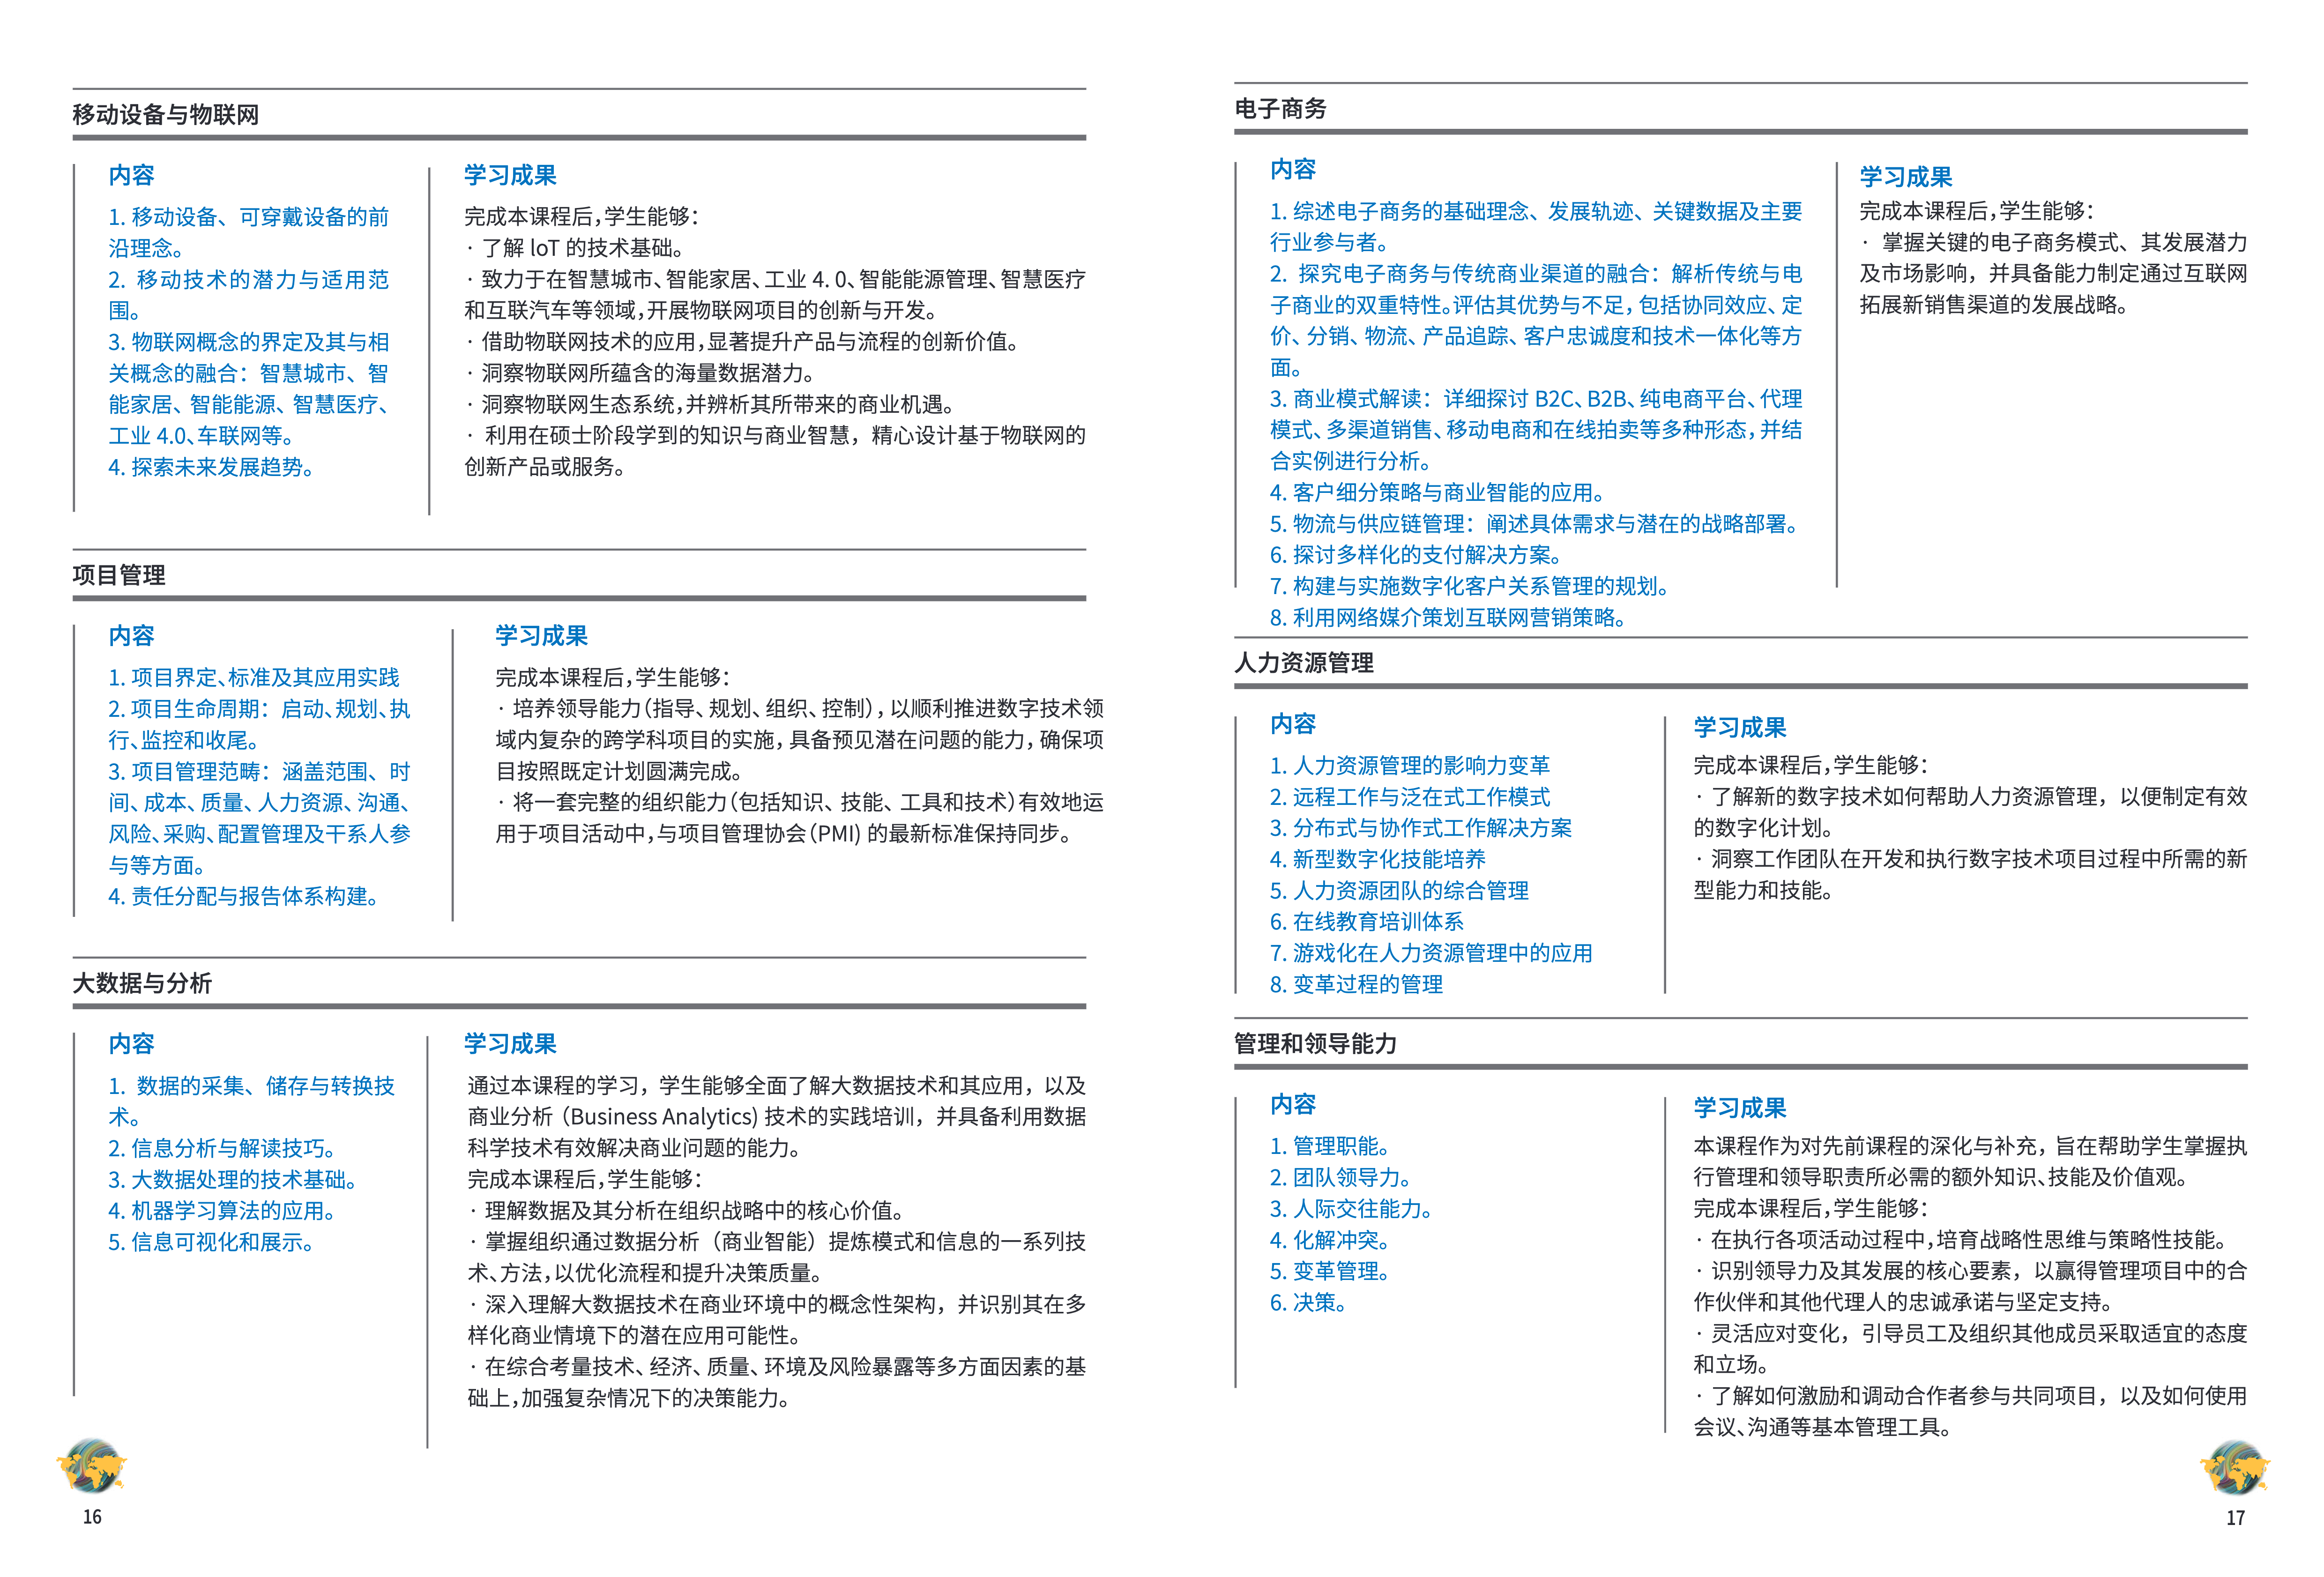 移动设备与物联网
内容
1. 移动设备、可穿戴设备的前
沿理念。
2. 移动技术的潜力与适用范
围。
3. 物联网概念的界定及其与相
关概念的融合：智慧城市、智
能家居、智能能源、智慧医疗、
工业 4.0、车联网等。
4. 探索未来发展趋势。
学习成果
完成本课程后，学生能够：
· 了解 loT 的技术基础。
· 致力于在智慧城市、智能家居、工业 4. 0、智能能源管理、智慧医疗
和互联汽车等领域，开展物联网项目的创新与开发。
· 借助物联网技术的应用，显著提升产品与流程的创新价值。
· 洞察物联网所蕴含的海量数据潜力。
· 洞察物联网生态系统，并辨析其所带来的商业机遇。
· 利用在硕士阶段学到的知识与商业智慧，精心设计基于物联网的
创新产品或服务。
项目管理
内容
1. 项目界定、标准及其应用实践
2. 项目生命周期：启动、规划、执
行、监控和收尾。
3. 项目管理范畴：涵盖范围、时
间、成本、质量、人力资源、沟通、
风险、采购、配置管理及干系人参
与等方面。
4. 责任分配与报告体系构建。
学习成果
完成本课程后，学生能够：
· 培养领导能力（指导、规划、组织、控制），以顺利推进数字技术领
域内复杂的跨学科项目的实施，具备预见潜在问题的能力，确保项
目按照既定计划圆满完成。
· 将一套完整的组织能力（包括知识、技能、工具和技术）有效地运
用于项目活动中，与项目管理协会（PMI) 的最新标准保持同步。
大数据与分析
内容
1. 数据的采集、储存与转换技
术。
2. 信息分析与解读技巧。
3. 大数据处理的技术基础。
4. 机器学习算法的应用。
5. 信息可视化和展示。
学习成果
通过本课程的学习，学生能够全面了解大数据技术和其应用，以及
商业分析（Business Analytics) 技术的实践培训，并具备利用数据
科学技术有效解决商业问题的能力。
完成本课程后，学生能够：
· 理解数据及其分析在组织战略中的核心价值。
· 掌握组织通过数据分析（商业智能）提炼模式和信息的一系列技
术、方法，以优化流程和提升决策质量。
· 深入理解大数据技术在商业环境中的概念性架构，并识别其在多
样化商业情境下的潜在应用可能性。
· 在综合考量技术、经济、质量、环境及风险暴露等多方面因素的基
础上，加强复杂情况下的决策能力。
16
电子商务
内容
1. 综述电子商务的基础理念、发展轨迹、关键数据及主要
行业参与者。
2. 探究电子商务与传统商业渠道的融合：解析传统与电
子商业的双重特性。评估其优势与不足，包括协同效应、定
价、分销、物流、产品追踪、客户忠诚度和技术一体化等方
面。
3. 商业模式解读：详细探讨 B2C、B2B、纯电商平台、代理
模式、多渠道销售、移动电商和在线拍卖等多种形态，并结
合实例进行分析。
4. 客户细分策略与商业智能的应用。
5. 物流与供应链管理：阐述具体需求与潜在的战略部署。
6. 探讨多样化的支付解决方案。
7. 构建与实施数字化客户关系管理的规划。
8. 利用网络媒介策划互联网营销策略。
学习成果
完成本课程后，学生能够：
· 掌握关键的电子商务模式、其发展潜力
及市场影响，并具备能力制定通过互联网
拓展新销售渠道的发展战略。
人力资源管理
内容
1. 人力资源管理的影响力变革
2. 远程工作与泛在式工作模式
3. 分布式与协作式工作解决方案
4. 新型数字化技能培养
5. 人力资源团队的综合管理
6. 在线教育培训体系
7. 游戏化在人力资源管理中的应用
8. 变革过程的管理
学习成果
完成本课程后，学生能够：
· 了解新的数字技术如何帮助人力资源管理，以便制定有效
的数字化计划。
· 洞察工作团队在开发和执行数字技术项目过程中所需的新
型能力和技能。
管理和领导能力
内容
1. 管理职能。
2. 团队领导力。
3. 人际交往能力。
4. 化解冲突。
5. 变革管理。
6. 决策。
学习成果
本课程作为对先前课程的深化与补充，旨在帮助学生掌握执
行管理和领导职责所必需的额外知识、技能及价值观。
完成本课程后，学生能够：
· 在执行各项活动过程中，培育战略性思维与策略性技能。
· 识别领导力及其发展的核心要素，以赢得管理项目中的合
作伙伴和其他代理人的忠诚承诺与坚定支持。
· 灵活应对变化，引导员工及组织其他成员采取适宜的态度
和立场。
· 了解如何激励和调动合作者参与共同项目，以及如何使用
会议、沟通等基本管理工具。
17